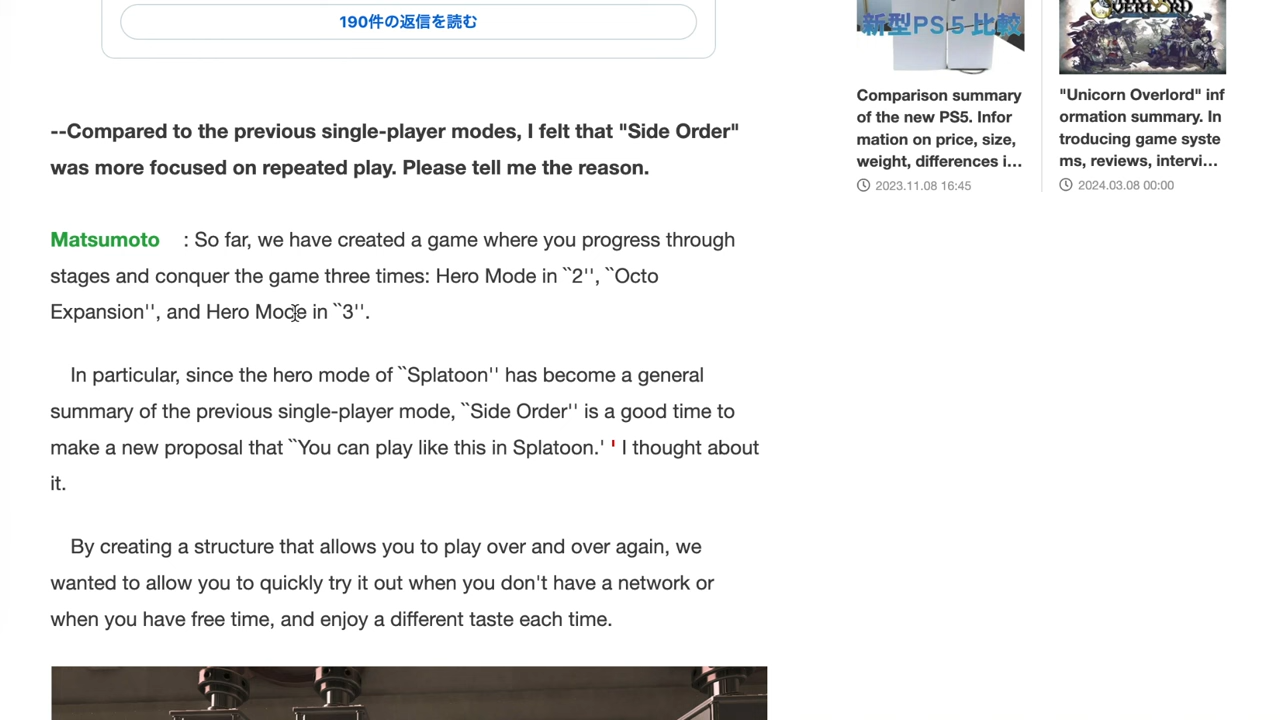 190件の返信を読む
--Compared to the previous single-player modes, I felt that "Side Order"
was more focused on repeated play. Please tell me the reason.
Matsumoto : So far, we have created a game where you progress through
stages and conquer the game three times: Hero Mode in ``2'', ``Octo
Expansion'', and Hero Mode in ``3''.
In particular, since the hero mode of ``Splatoon'' has become a general
summary of the previous single-player mode, ``Side Order'' is a good time to
make a new proposal that ``You can play like this in Splatoon.' ' I thought about
it.
By creating a structure that allows you to play over and over again, we
wanted to allow you to quickly try it out when you don't have a network or
when you have free time, and enjoy a different taste each time.
新型PS5比較
Comparison summary
of the new PS5. Infor
mation on price, size,
weight, differences i...
2023.11.08 16:45
OVERLORD
"Unicorn Overlord" inf
ormation summary. In
troducing game syste
ms, reviews, intervi...
2024.03.08 00:00